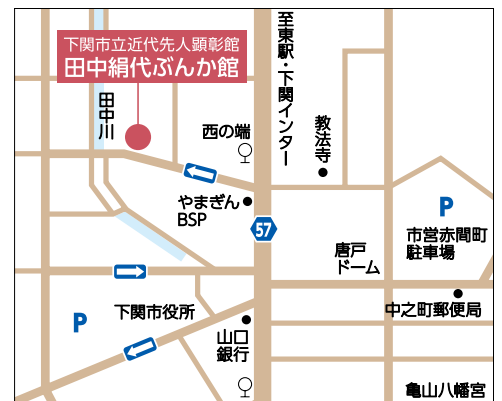 下関市立近代先人顕彰館
田中絹代ぶんか館
至東駅・下関インター
田中川
西の端
教法寺
やまぎん
BSP
57
P
市営赤間町
駐車場
唐戸
ドーム
中之町郵便局
下関市役所
P
山口
銀行
亀山八幡宮